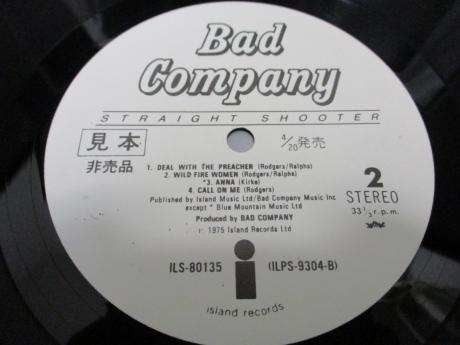 Bad
Company
STRAIGHT SHOOTER
見本
非売品
4/20発売
1. DEAL WITH THE PREACHER (Rodgers/Ralphs)
2. WILD FIRE WOMEN (Rodgers/Ralphs)
*3. ANNA (Kirke)
4. CALL ON ME (Rodgers)
Published by Island Music Ltd/Bad Company Music Inc
except * Blue Mountain Music Ltd
Produced by BAD COMPANY
1975 Island Records Ltd
2
STEREO
33 1/3 r.p.m.
ILS-80135
(ILPS-9304-B)
i
island records